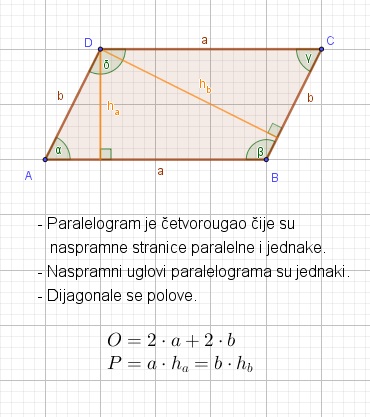 D
a
C
δ
γ
b
h_b
h_a
b
α
β
A
a
B
- Paralelogram je četvorougao čije su
naspramne stranice paralelne i jednake.
- Naspramni uglovi paralelograma su jednaki.
- Dijagonale se polove.
O = 2 · a + 2 · b
P = a · h_a = b · h_b